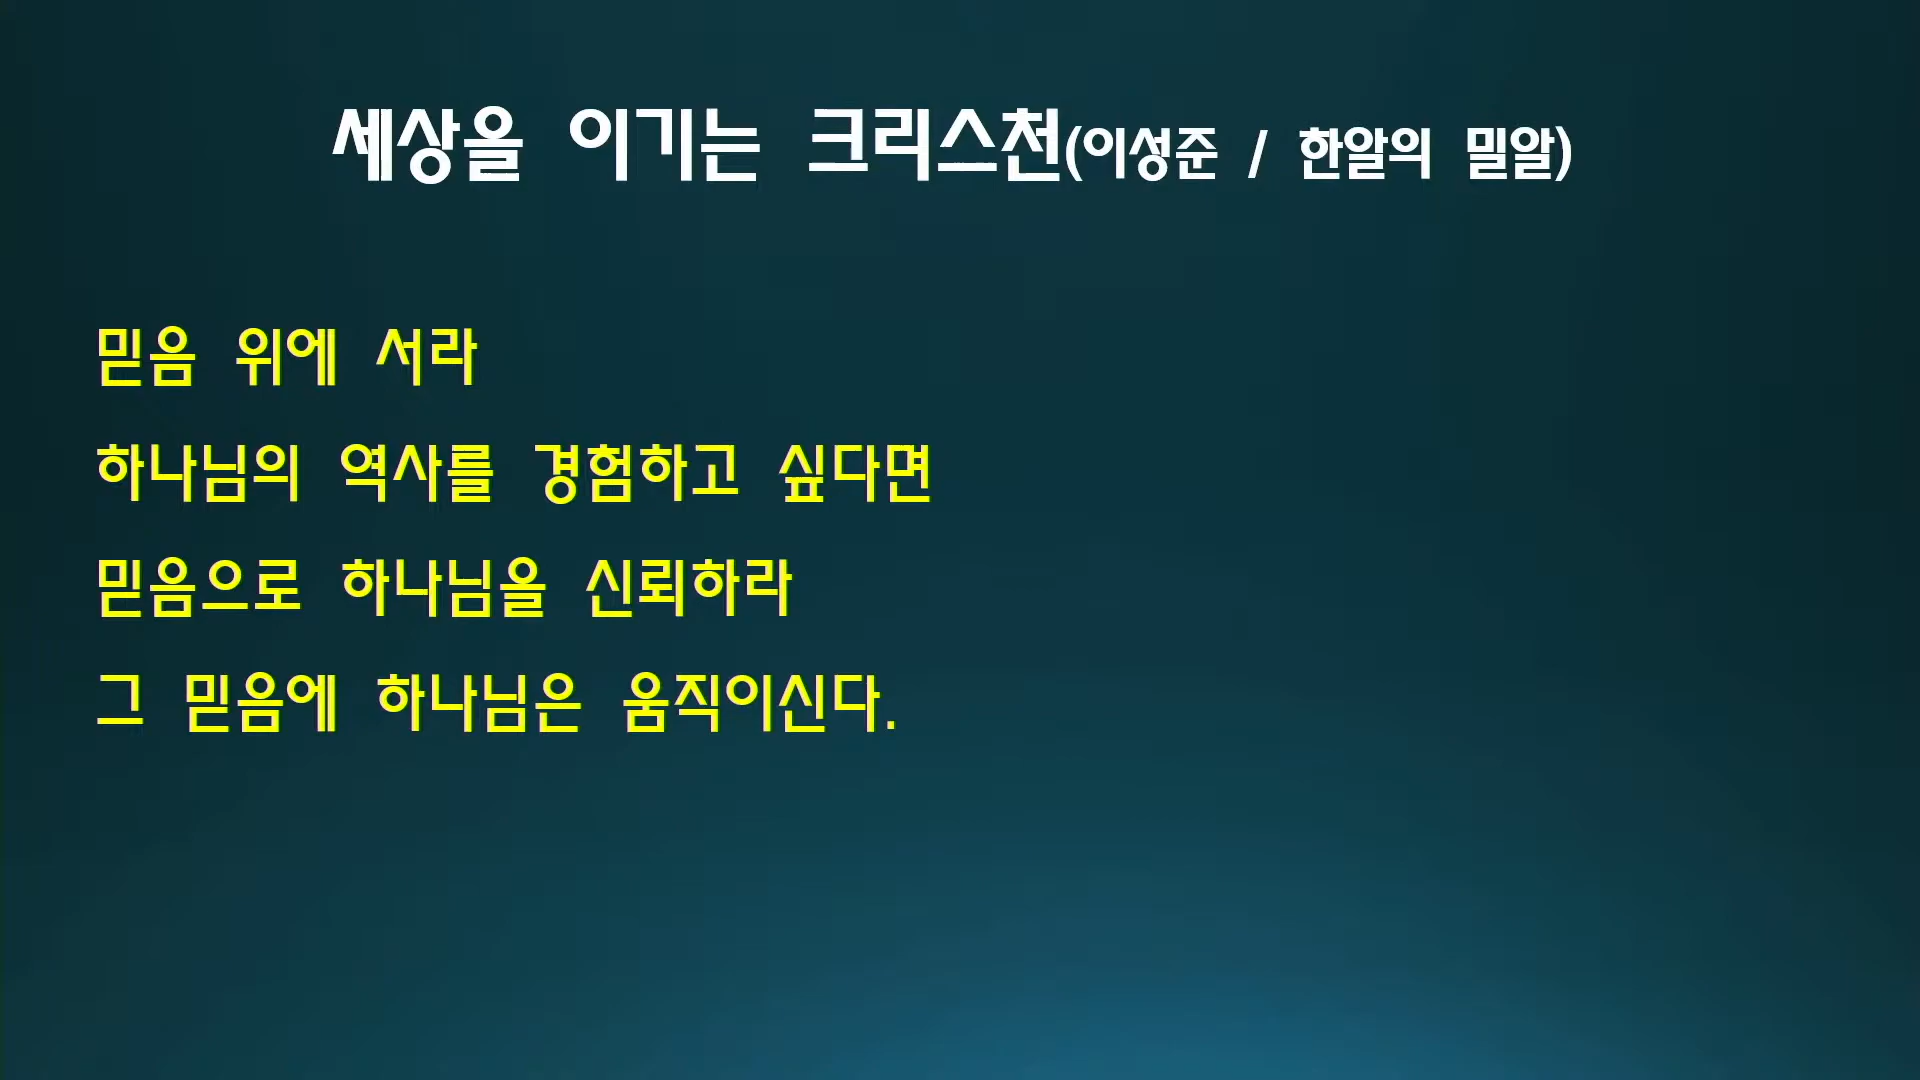 세상을 이기는 크리스천(이성준 / 한알의 밀알)
믿음 위에 서라
하나님의 역사를 경험하고 싶다면
믿음으로 하나님을 신뢰하라
그 믿음에 하나님은 움직이신다.